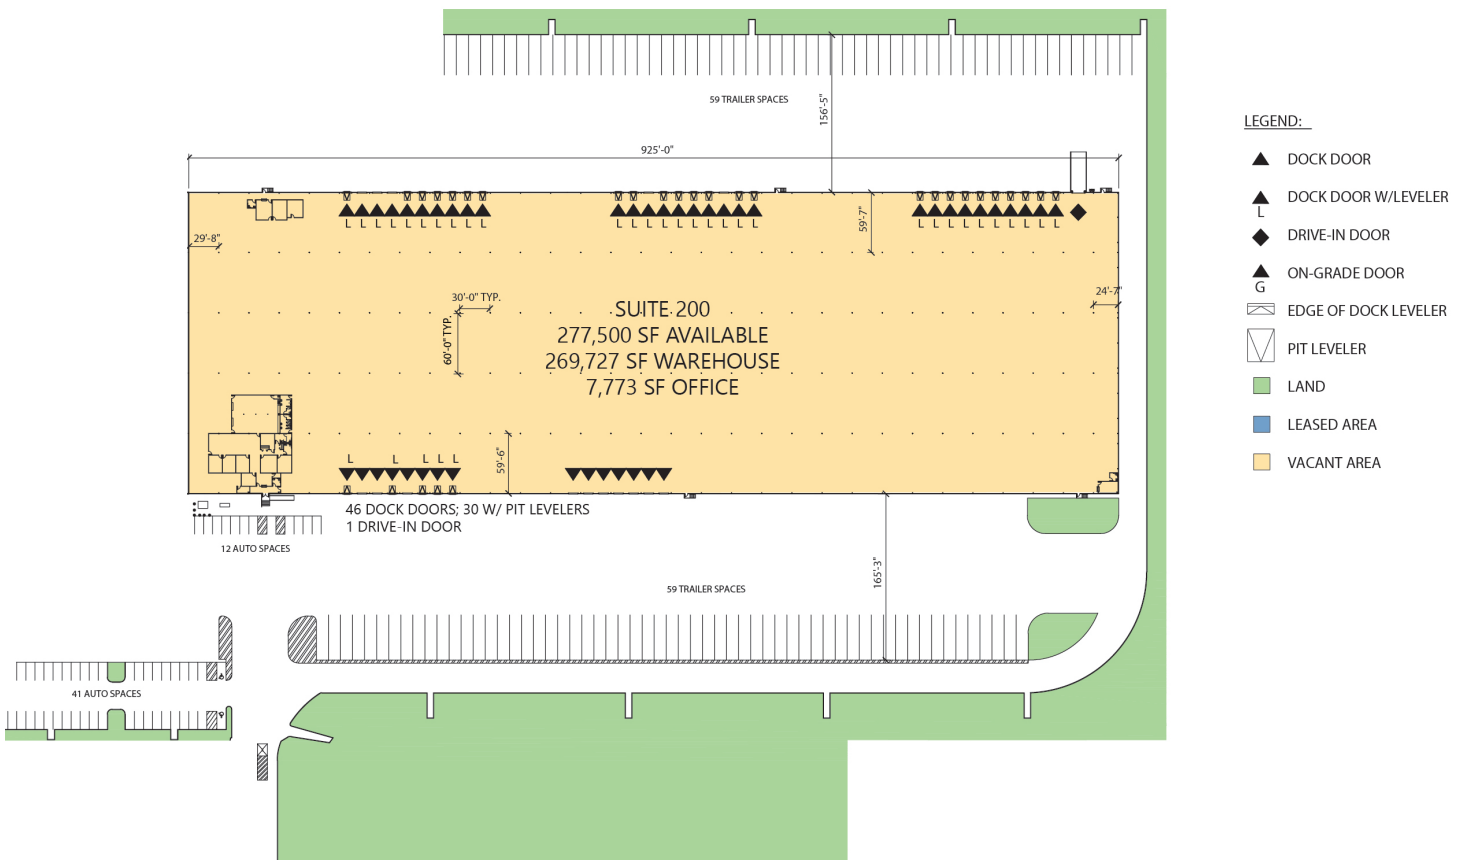 59 TRAILER SPACES
156'-5"
925'-0"
L L L L L L L L L L
L L L L L L L L L L
L L L L L L L L L L
59'-7"
29'-8"
24'-7"
30'-0" TYP.
60'-0" TYP.
SUITE 200
277,500 SF AVAILABLE
269,727 SF WAREHOUSE
7,773 SF OFFICE
L L L L L
59'-6"
46 DOCK DOORS; 30 W/ PIT LEVELERS
1 DRIVE-IN DOOR
12 AUTO SPACES
165'-3"
59 TRAILER SPACES
41 AUTO SPACES
LEGEND:
DOCK DOOR
DOCK DOOR W/LEVELER
L
DRIVE-IN DOOR
ON-GRADE DOOR
G
EDGE OF DOCK LEVELER
PIT LEVELER
LAND
LEASED AREA
VACANT AREA